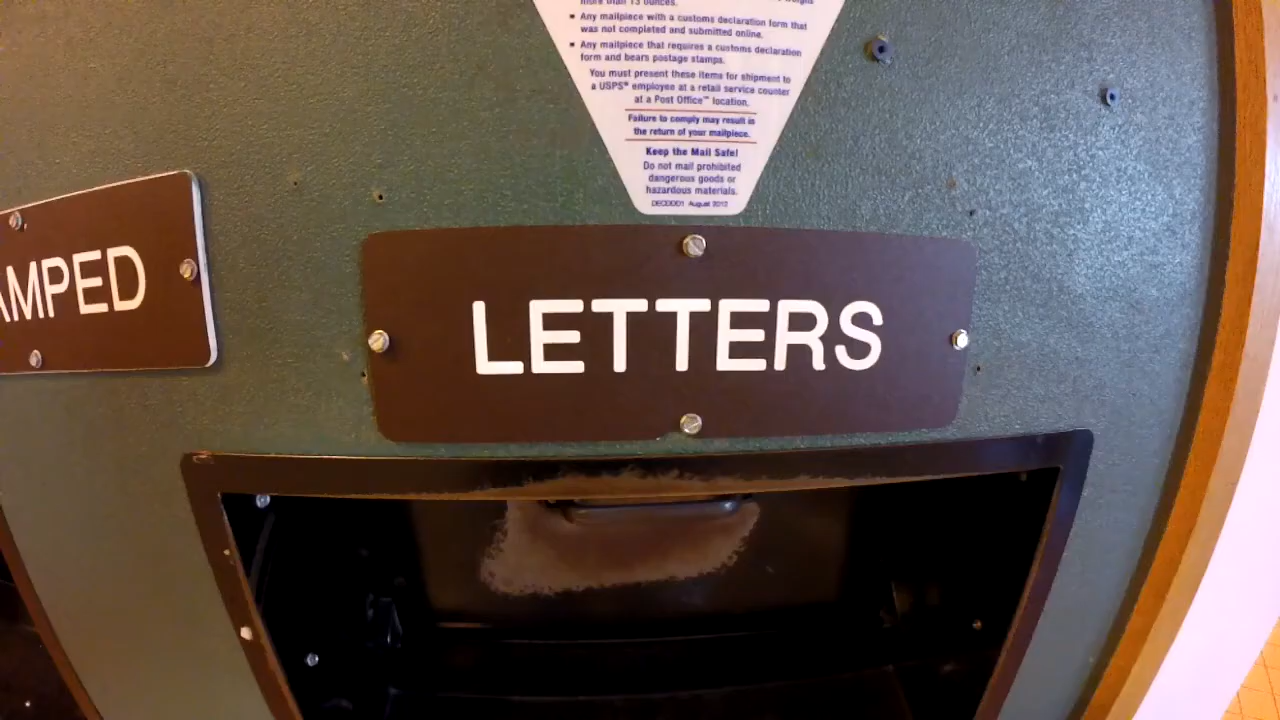 more than 13 ounces.
▪ Any mailpiece with a customs declaration form that
was not completed and submitted online.
▪ Any mailpiece that requires a customs declaration
form and bears postage stamps.
You must present these items for shipment to
a USPS® employee at a retail service counter
at a Post Office™ location.
Failure to comply may result in
the return of your mailpiece.
Keep the Mail Safe!
Do not mail prohibited
dangerous goods or
hazardous materials.
DECD001 August 2012
AMPED
LETTERS